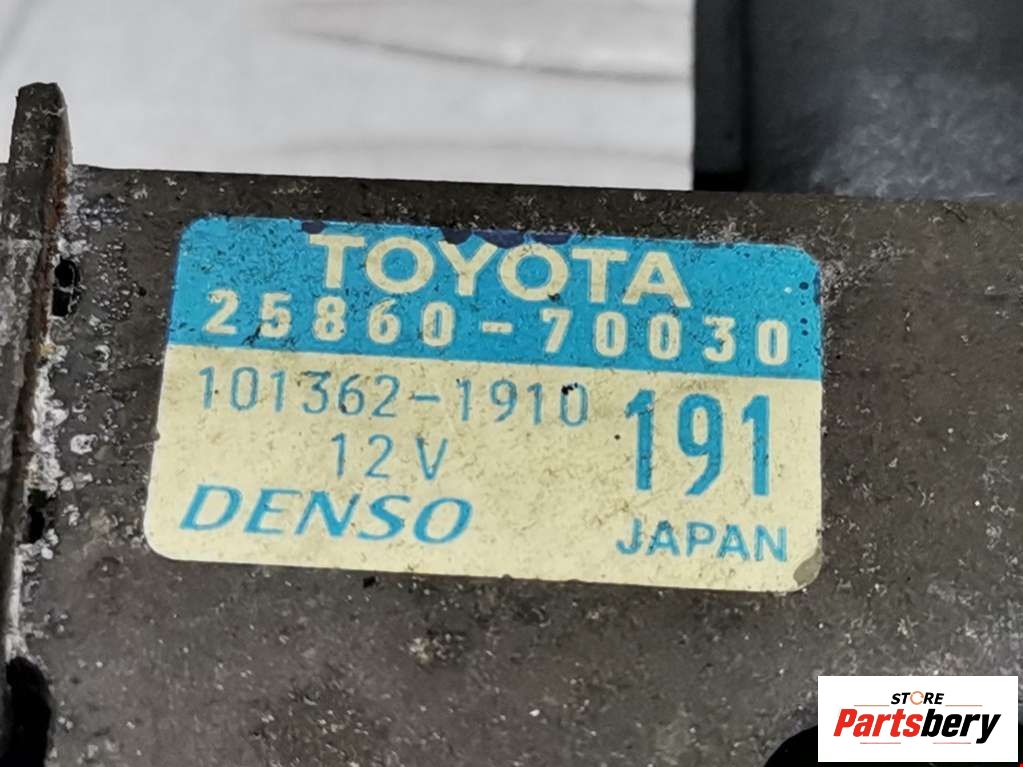 TOYOTA
25860-70030
101362-1910
191
12V
DENSO
JAPAN
STORE
Partsbery